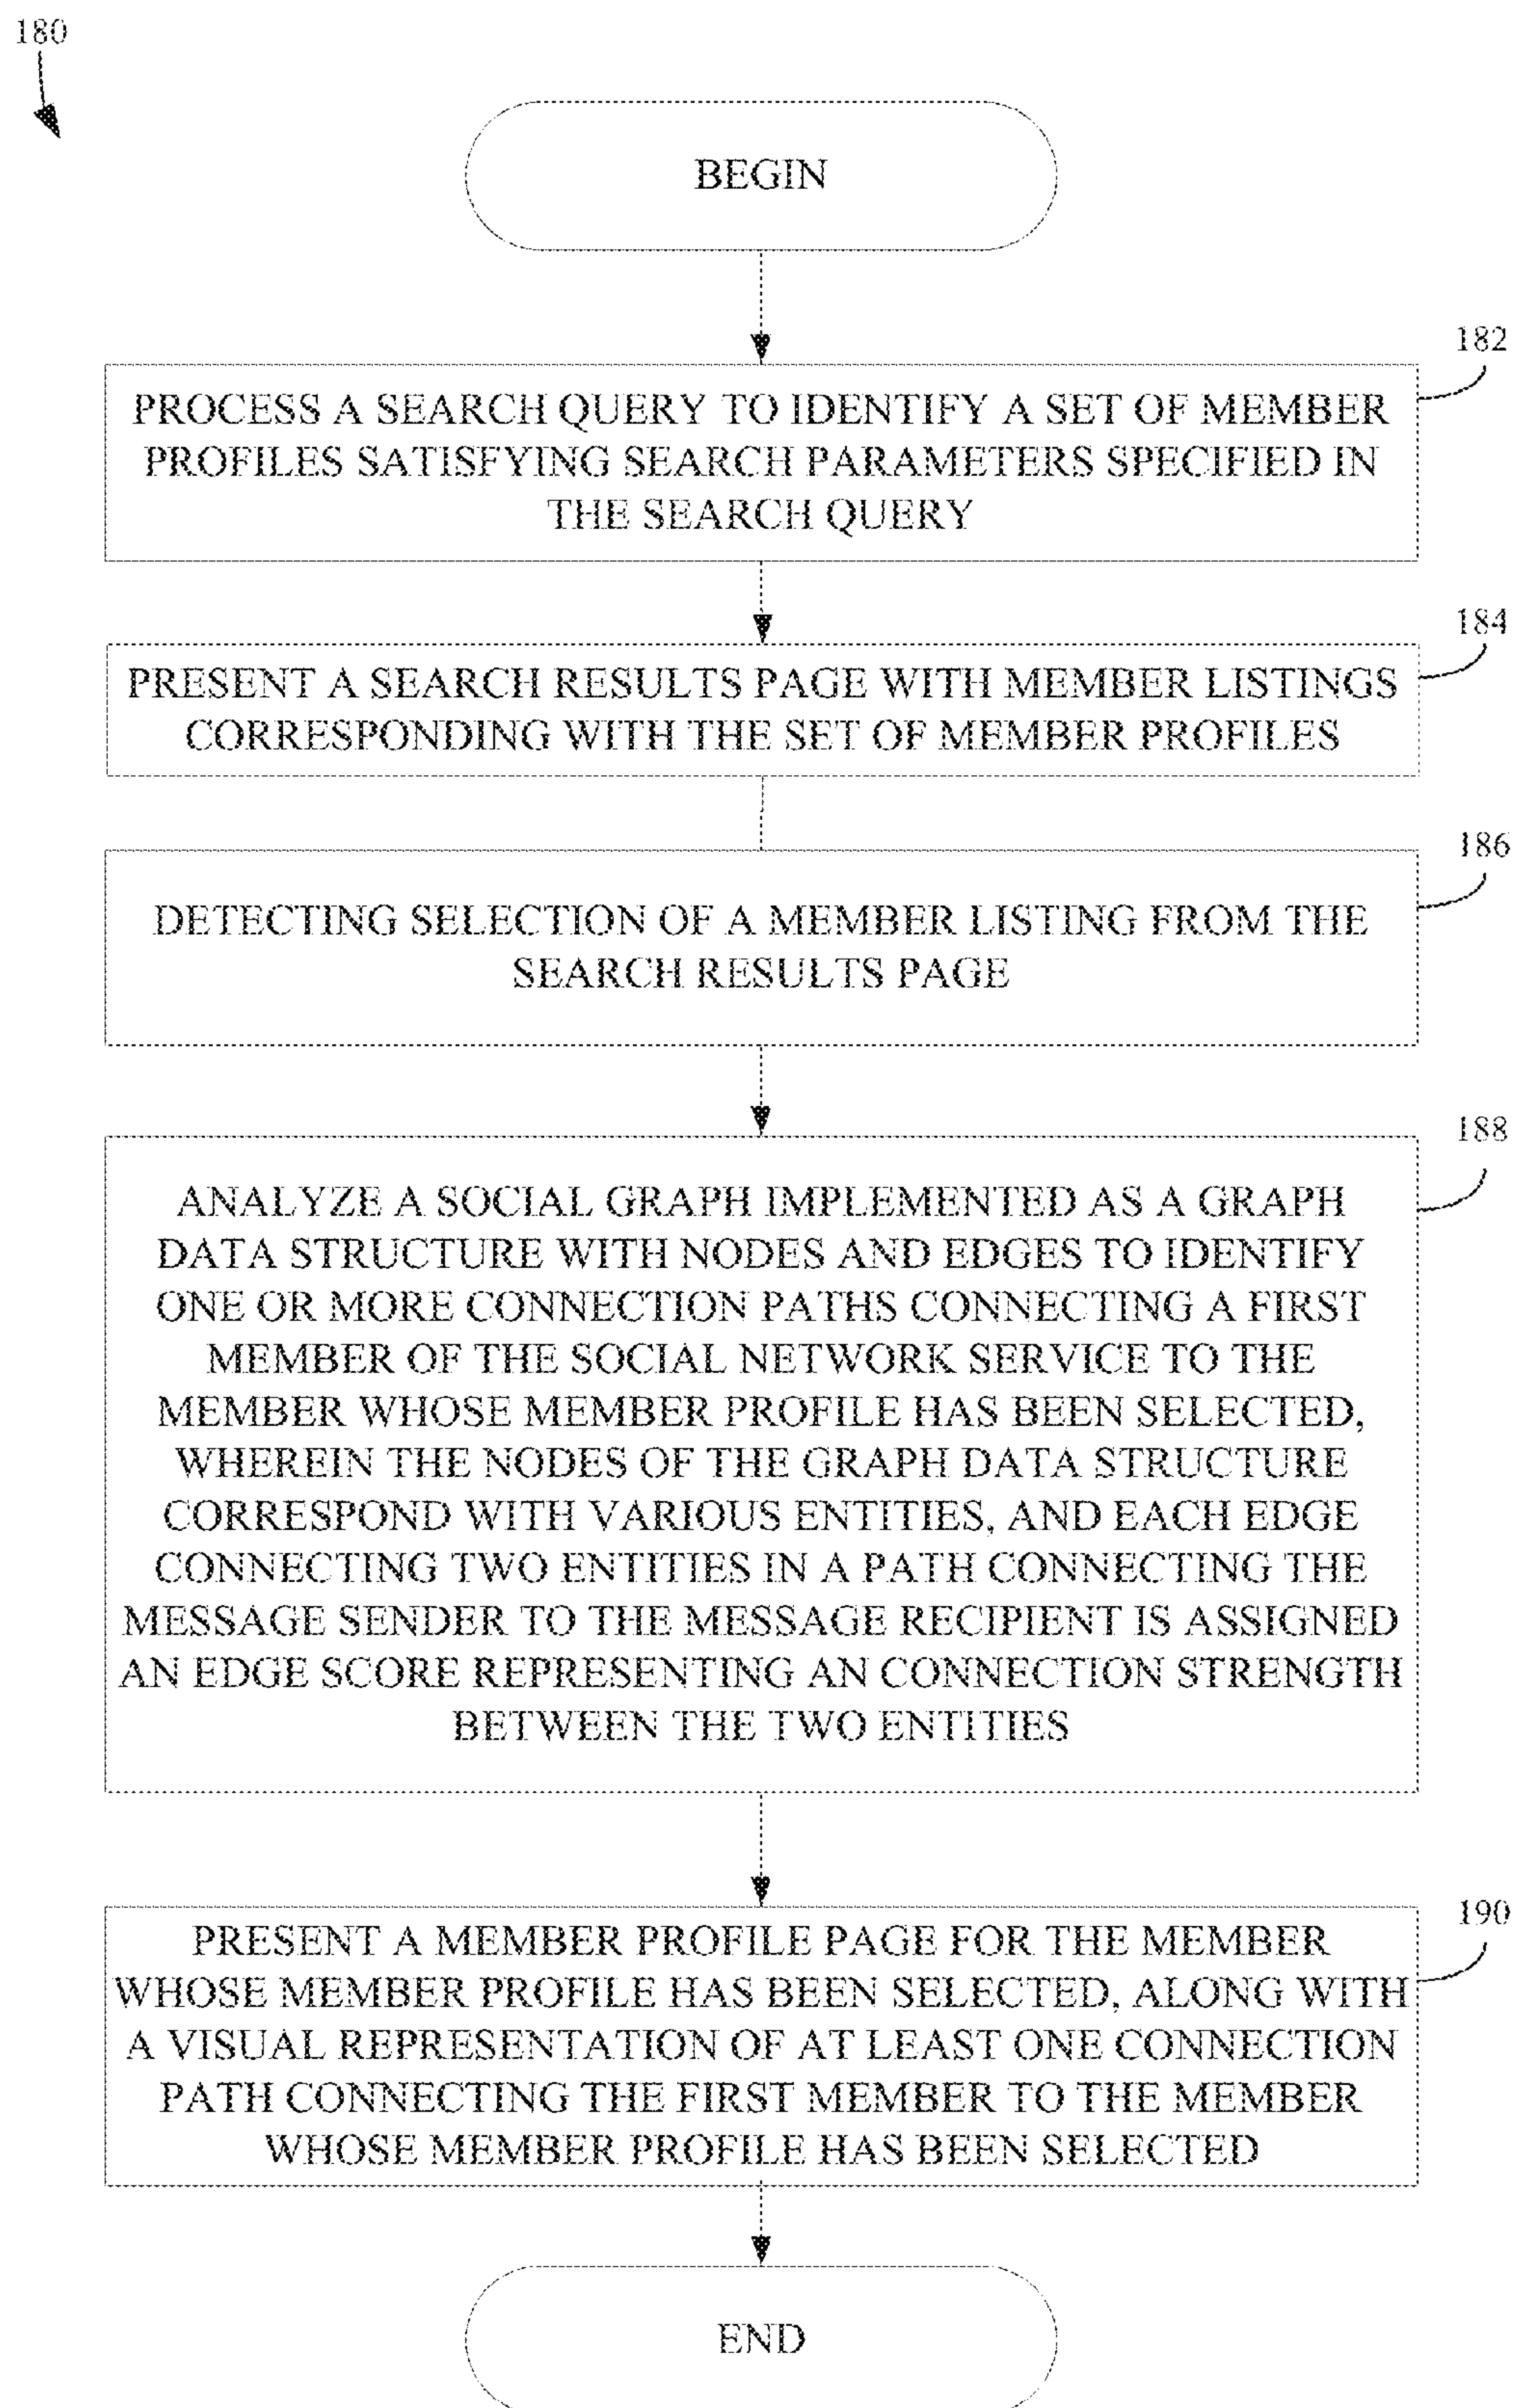 180
BEGIN
182
PROCESS A SEARCH QUERY TO IDENTIFY A SET OF MEMBER
PROFILES SATISFYING SEARCH PARAMETERS SPECIFIED IN
THE SEARCH QUERY
184
PRESENT A SEARCH RESULTS PAGE WITH MEMBER LISTINGS
CORRESPONDING WITH THE SET OF MEMBER PROFILES
186
DETECTING SELECTION OF A MEMBER LISTING FROM THE
SEARCH RESULTS PAGE
188
ANALYZE A SOCIAL GRAPH IMPLEMENTED AS A GRAPH
DATA STRUCTURE WITH NODES AND EDGES TO IDENTIFY
ONE OR MORE CONNECTION PATHS CONNECTING A FIRST
MEMBER OF THE SOCIAL NETWORK SERVICE TO THE
MEMBER WHOSE MEMBER PROFILE HAS BEEN SELECTED,
WHEREIN THE NODES OF THE GRAPH DATA STRUCTURE
CORRESPOND WITH VARIOUS ENTITIES, AND EACH EDGE
CONNECTING TWO ENTITIES IN A PATH CONNECTING THE
MESSAGE SENDER TO THE MESSAGE RECIPIENT IS ASSIGNED
AN EDGE SCORE REPRESENTING AN CONNECTION STRENGTH
BETWEEN THE TWO ENTITIES
190
PRESENT A MEMBER PROFILE PAGE FOR THE MEMBER
WHOSE MEMBER PROFILE HAS BEEN SELECTED, ALONG WITH
A VISUAL REPRESENTATION OF AT LEAST ONE CONNECTION
PATH CONNECTING THE FIRST MEMBER TO THE MEMBER
WHOSE MEMBER PROFILE HAS BEEN SELECTED
END